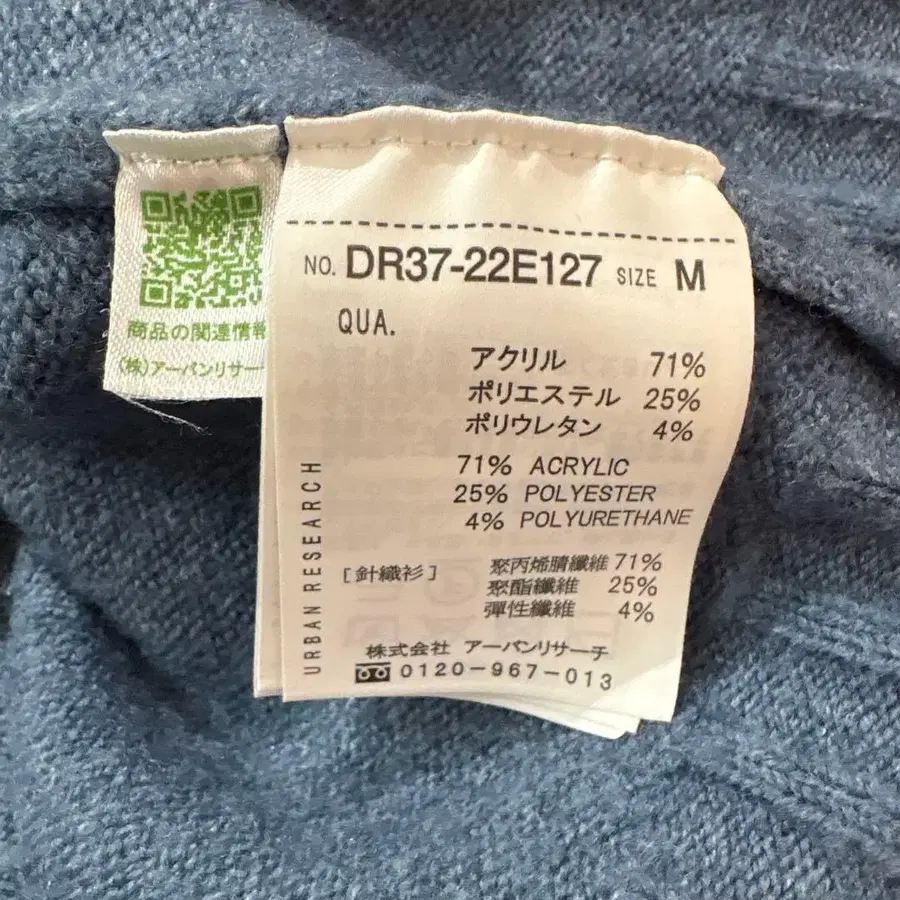 商品の関連情報
(株)アーバンリサーチ
NO. DR37-22E127 SIZE M
QUA.
アクリル 71%
ポリエステル 25%
ポリウレタン 4%
71% ACRYLIC
25% POLYESTER
4% POLYURETHANE
URBAN RESEARCH
[針織衫]
聚丙烯腈纖維 71%
聚酯纖維 25%
彈性纖維 4%
株式会社 アーバンリサーチ
0120-967-013